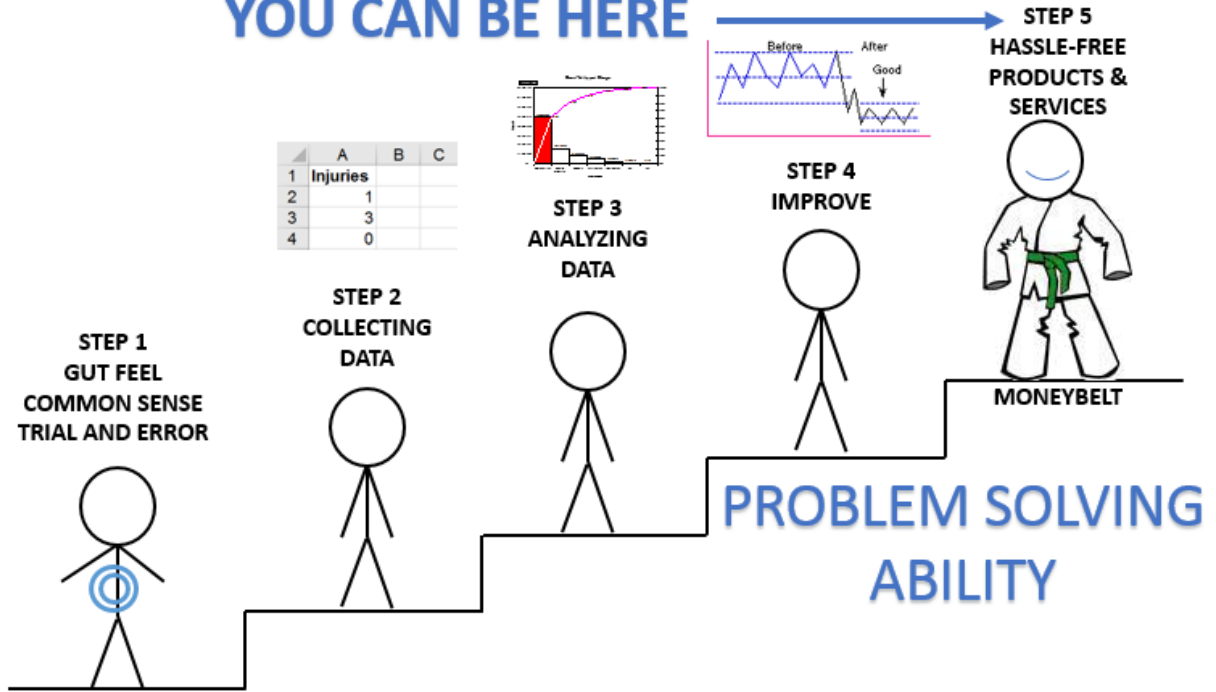 YOU CAN BE HERE
STEP 5
HASSLE-FREE
PRODUCTS &
SERVICES
Before
After
Good
A B C
1 Injuries
2 1
3 3
4 0
STEP 4
IMPROVE
STEP 3
ANALYZING
DATA
STEP 2
COLLECTING
DATA
STEP 1
GUT FEEL
COMMON SENSE
TRIAL AND ERROR
MONEYBELT
PROBLEM SOLVING
ABILITY